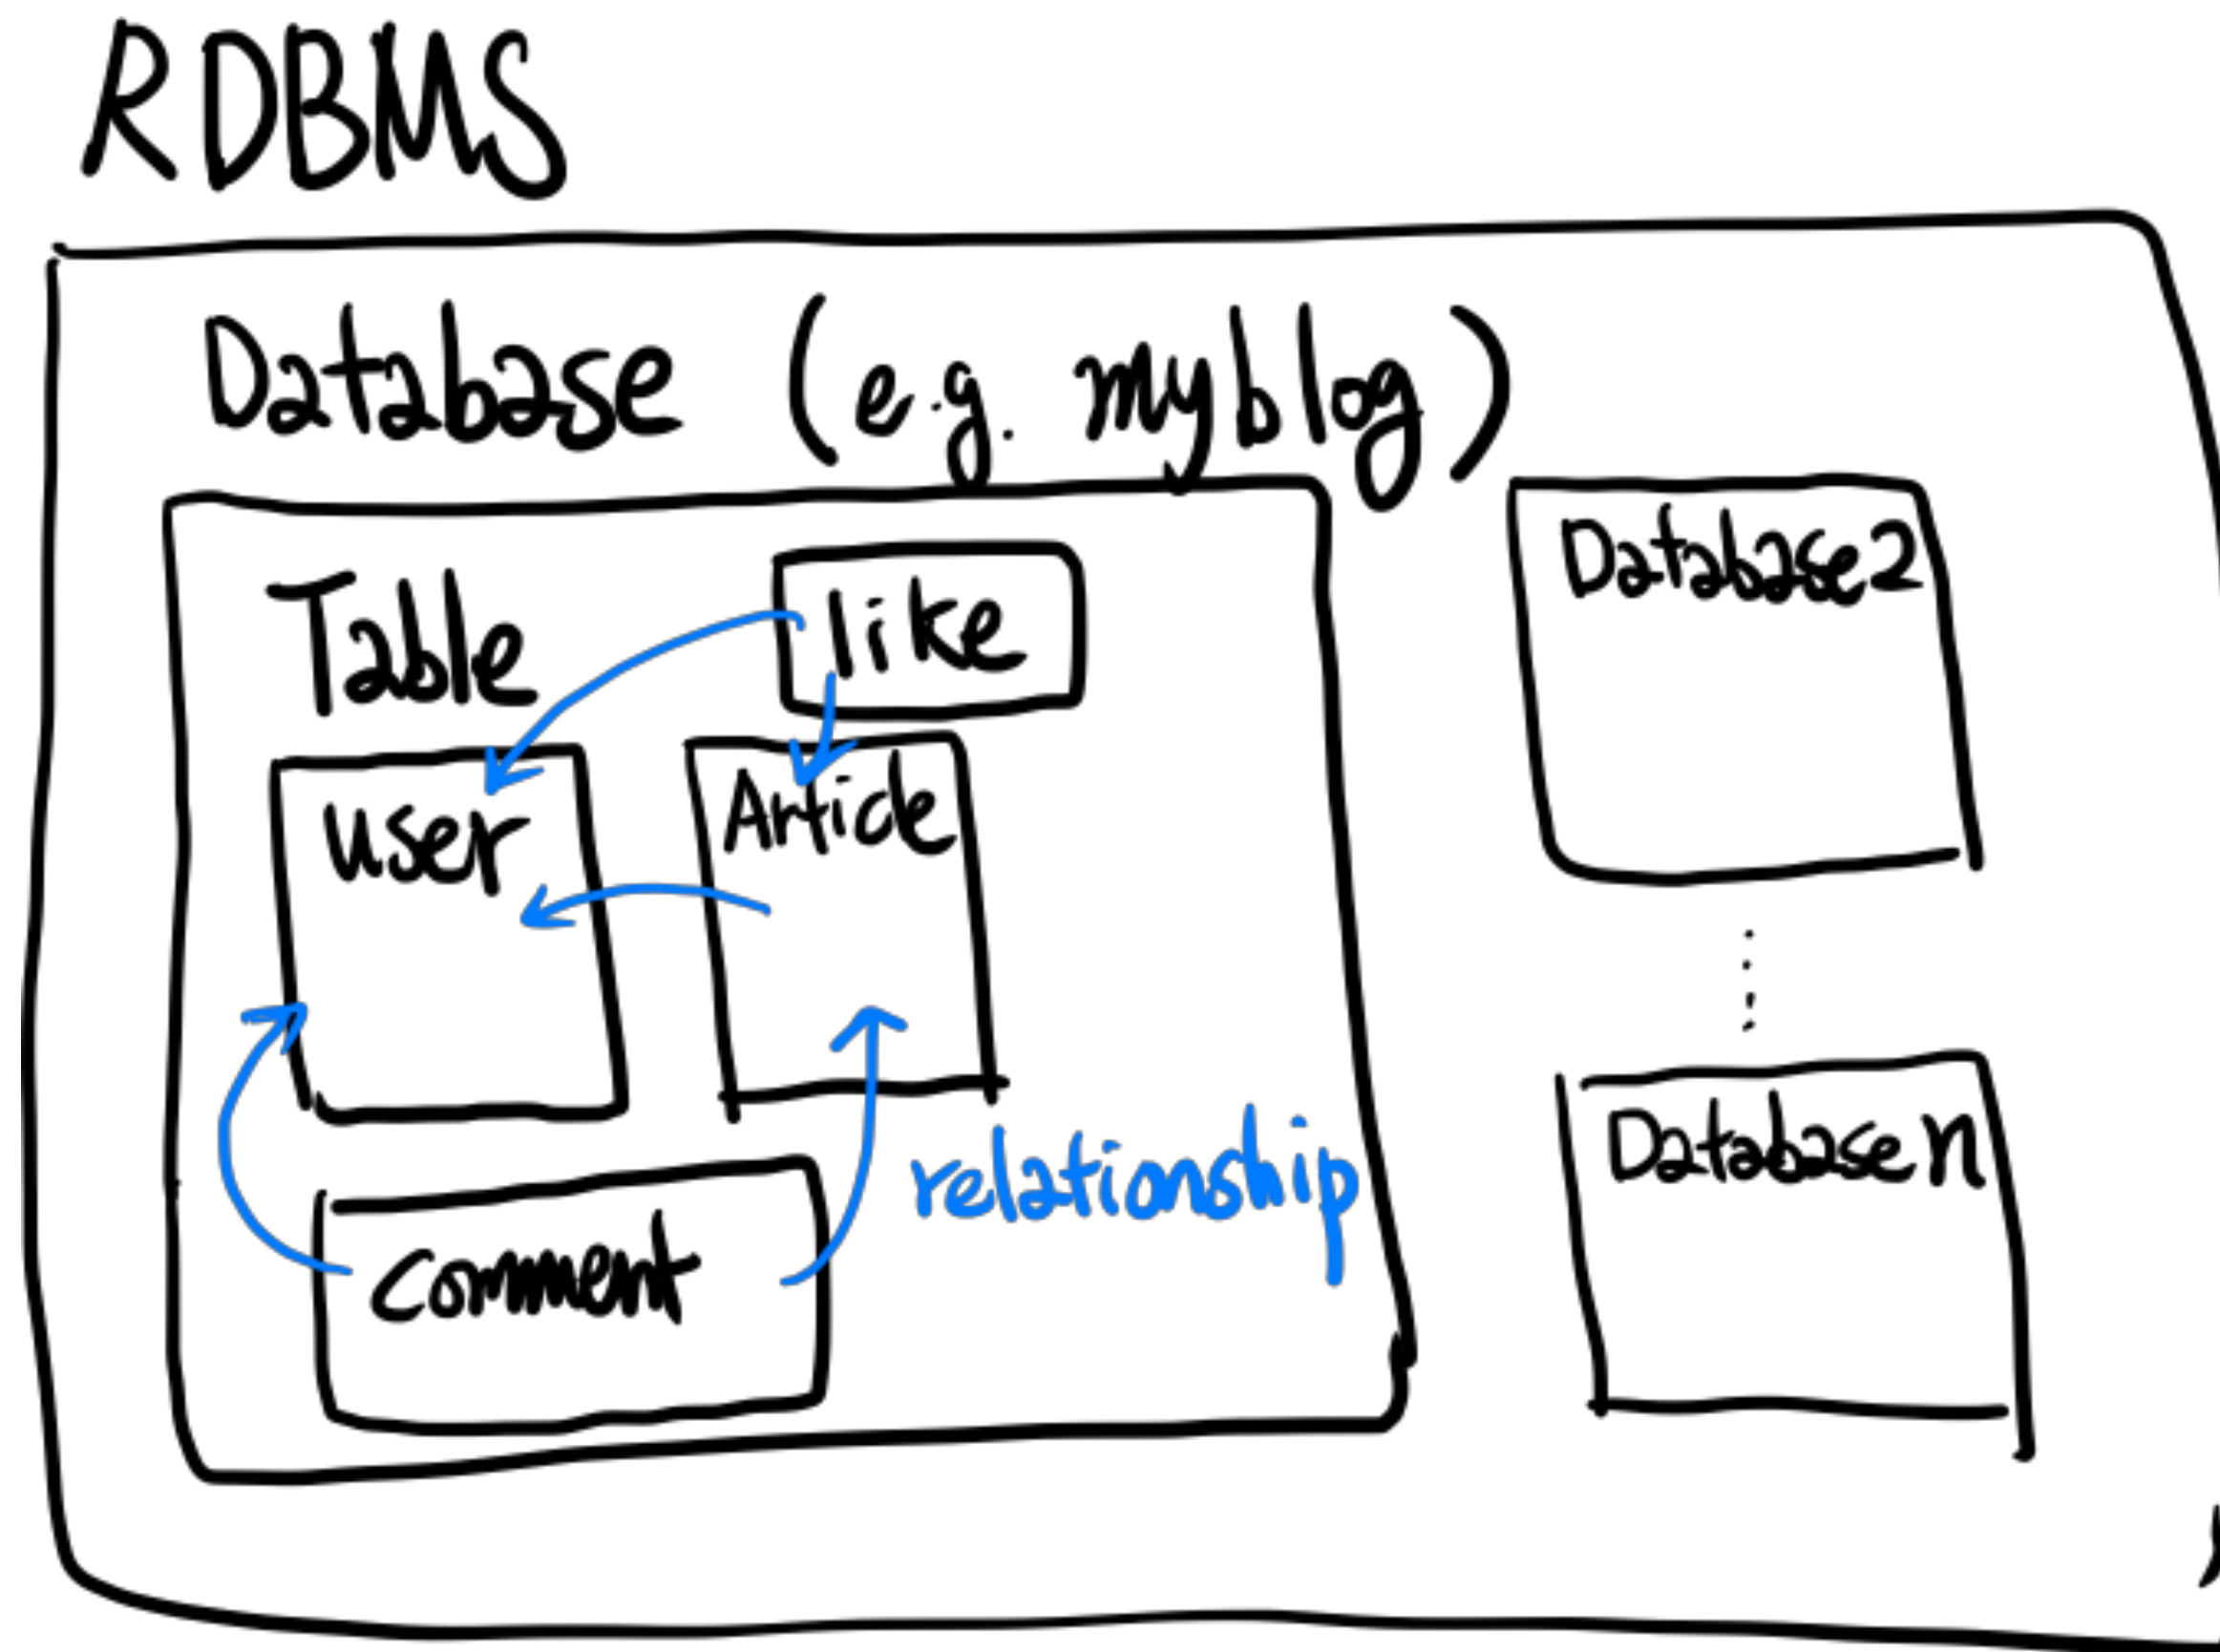 RDBMS
Database (e.g. myblog)
Table
like
user
Article
comment
relationship
Database2
Database n